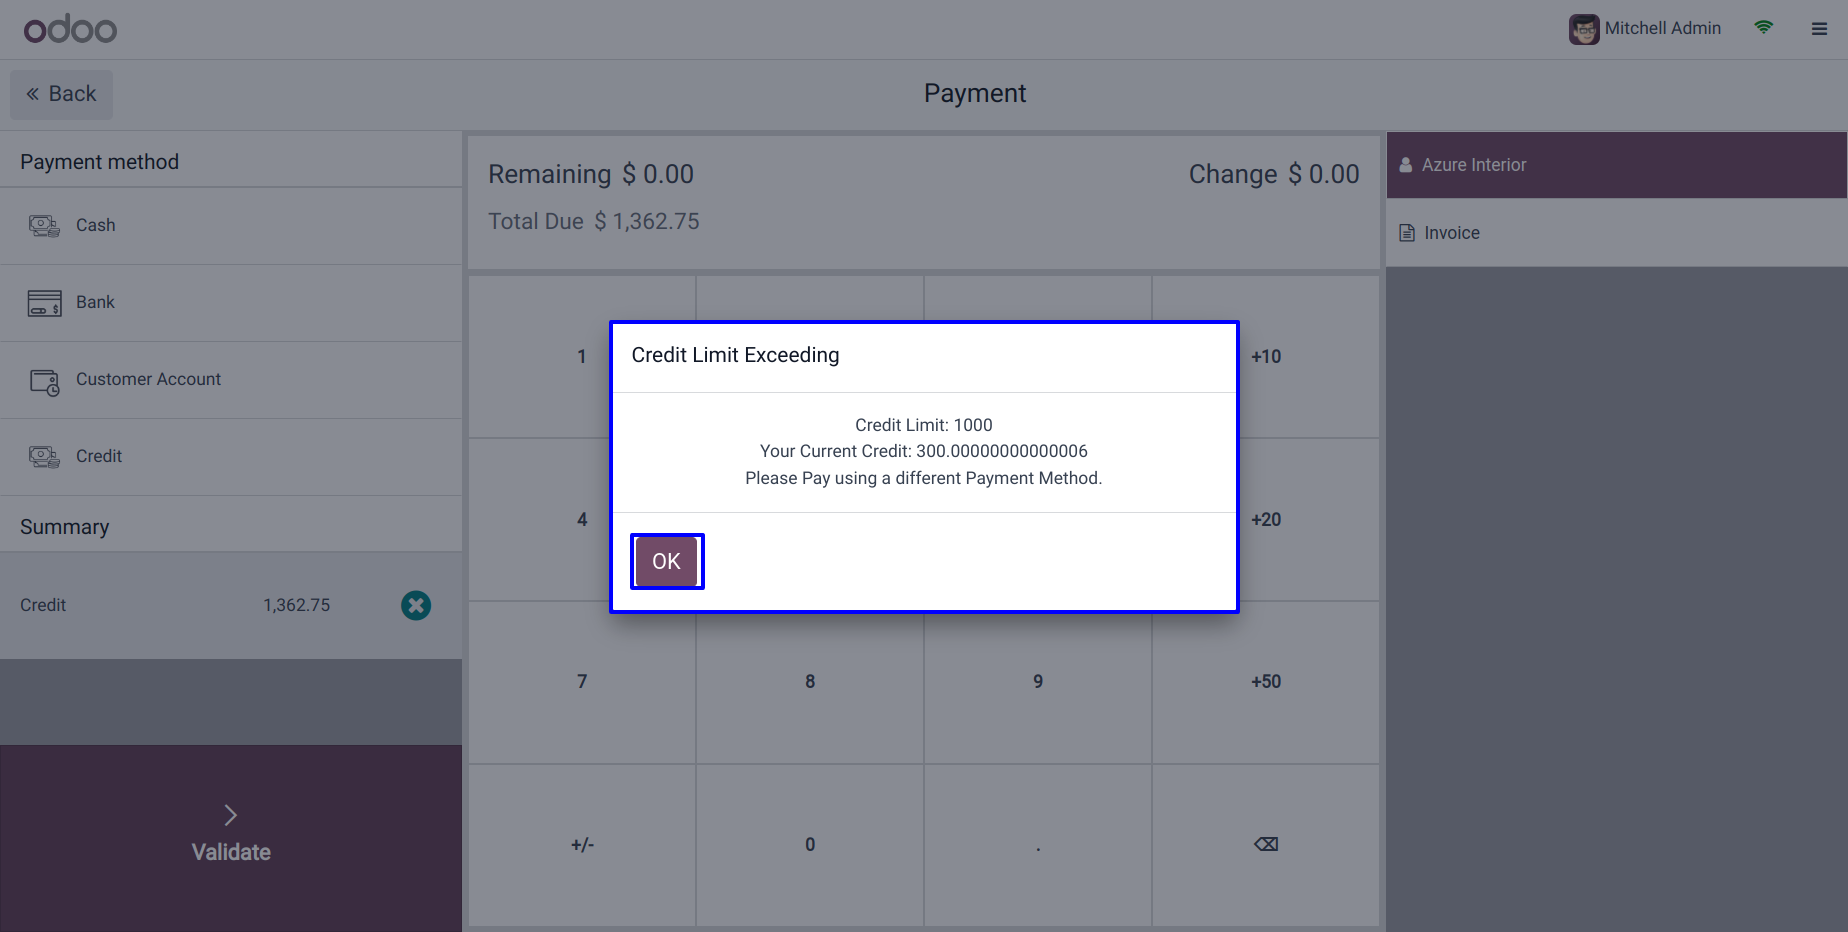 odoo
Mitchell Admin
« Back
Payment
Payment method
Cash
Bank
Customer Account
Credit
Summary
Credit 1,362.75
Validate
Remaining $ 0.00
Change $ 0.00
Total Due $ 1,362.75
1
+10
4
+20
7 8 9 +50
+/- 0 .
Credit Limit Exceeding
Credit Limit: 1000
Your Current Credit: 300.00000000000006
Please Pay using a different Payment Method.
OK
Azure Interior
Invoice